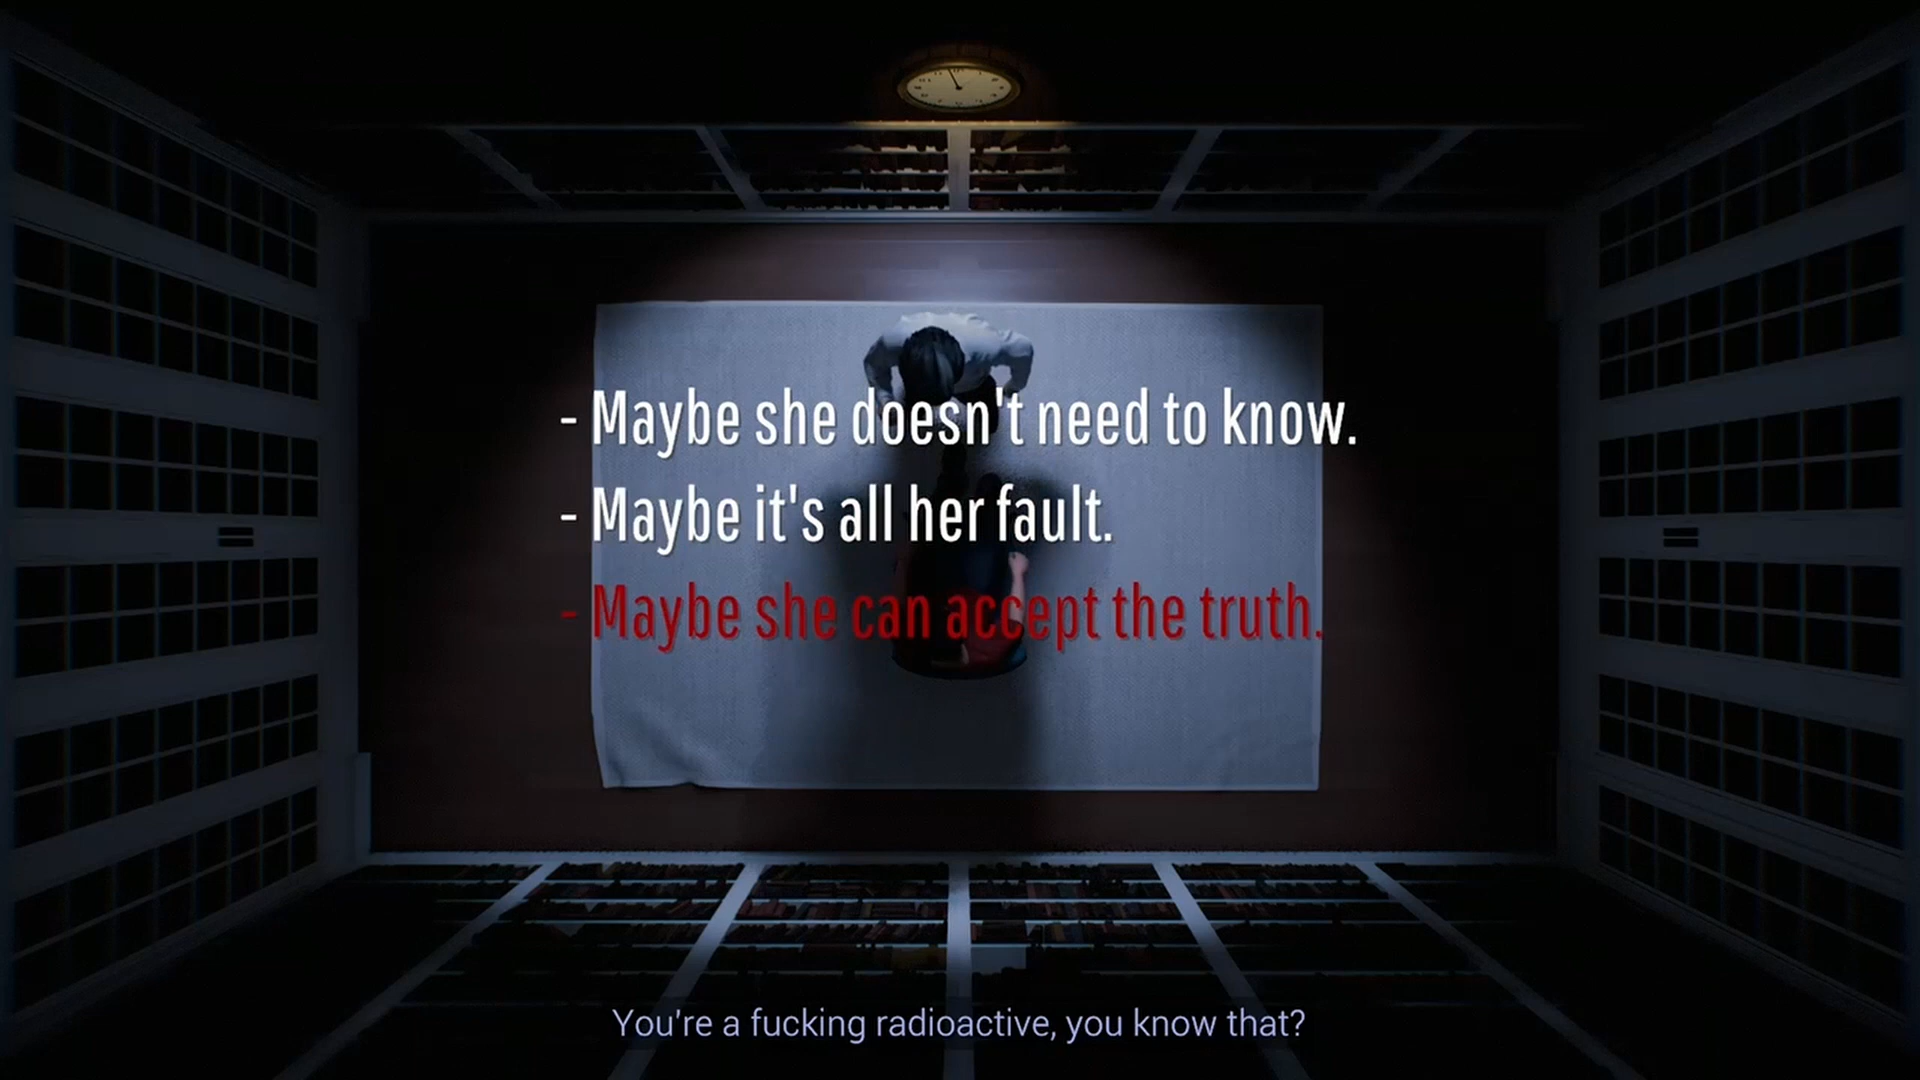 - Maybe she doesn't need to know.
- Maybe it's all her fault.
- Maybe she can accept the truth.
You're a fucking radioactive, you know that?